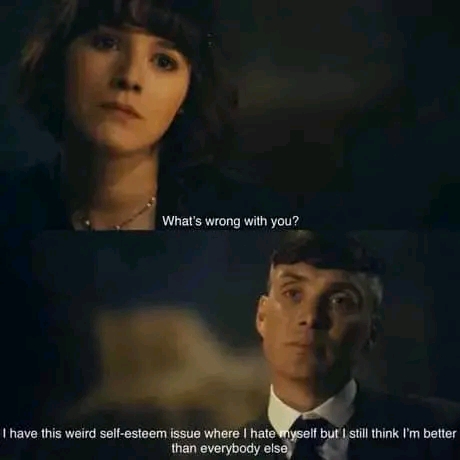 What's wrong with you?
I have this weird self-esteem issue where I hate myself but I still think I'm better
than everybody else